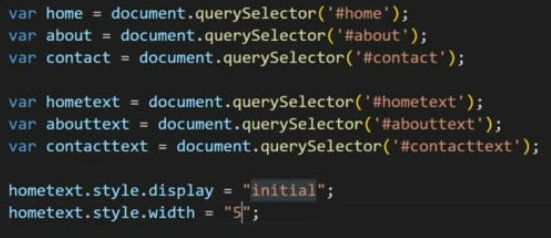 var home = document.querySelector('#home');
var about = document.querySelector('#about');
var contact = document.querySelector('#contact');
var hometext = document.querySelector('#hometext');
var abouttext = document.querySelector('#abouttext');
var contacttext = document.querySelector('#contacttext');
hometext.style.display = "initial";
hometext.style.width = "5";